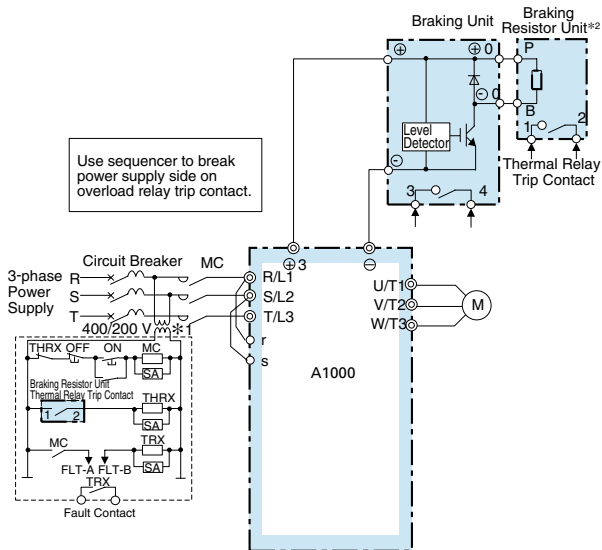 Braking Unit
Braking
Resistor Unit*2
⊕
⊕0
P
⊖0
B
Level
Detector
1
2
⊖
3
4
Thermal Relay
Trip Contact
Use sequencer to break
power supply side on
overload relay trip contact.
Circuit Breaker
MC
3-phase
Power
Supply
R
S
T
R/L1
S/L2
T/L3
⊕3
⊖
U/T1
V/T2
W/T3
M
400/200 V
*1
r
s
A1000
THRX
OFF
ON
MC
SA
Braking Resistor Unit
Thermal Relay Trip Contact
1
2
THRX
SA
MC
TRX
SA
FLT-A
FLT-B
TRX
Fault Contact